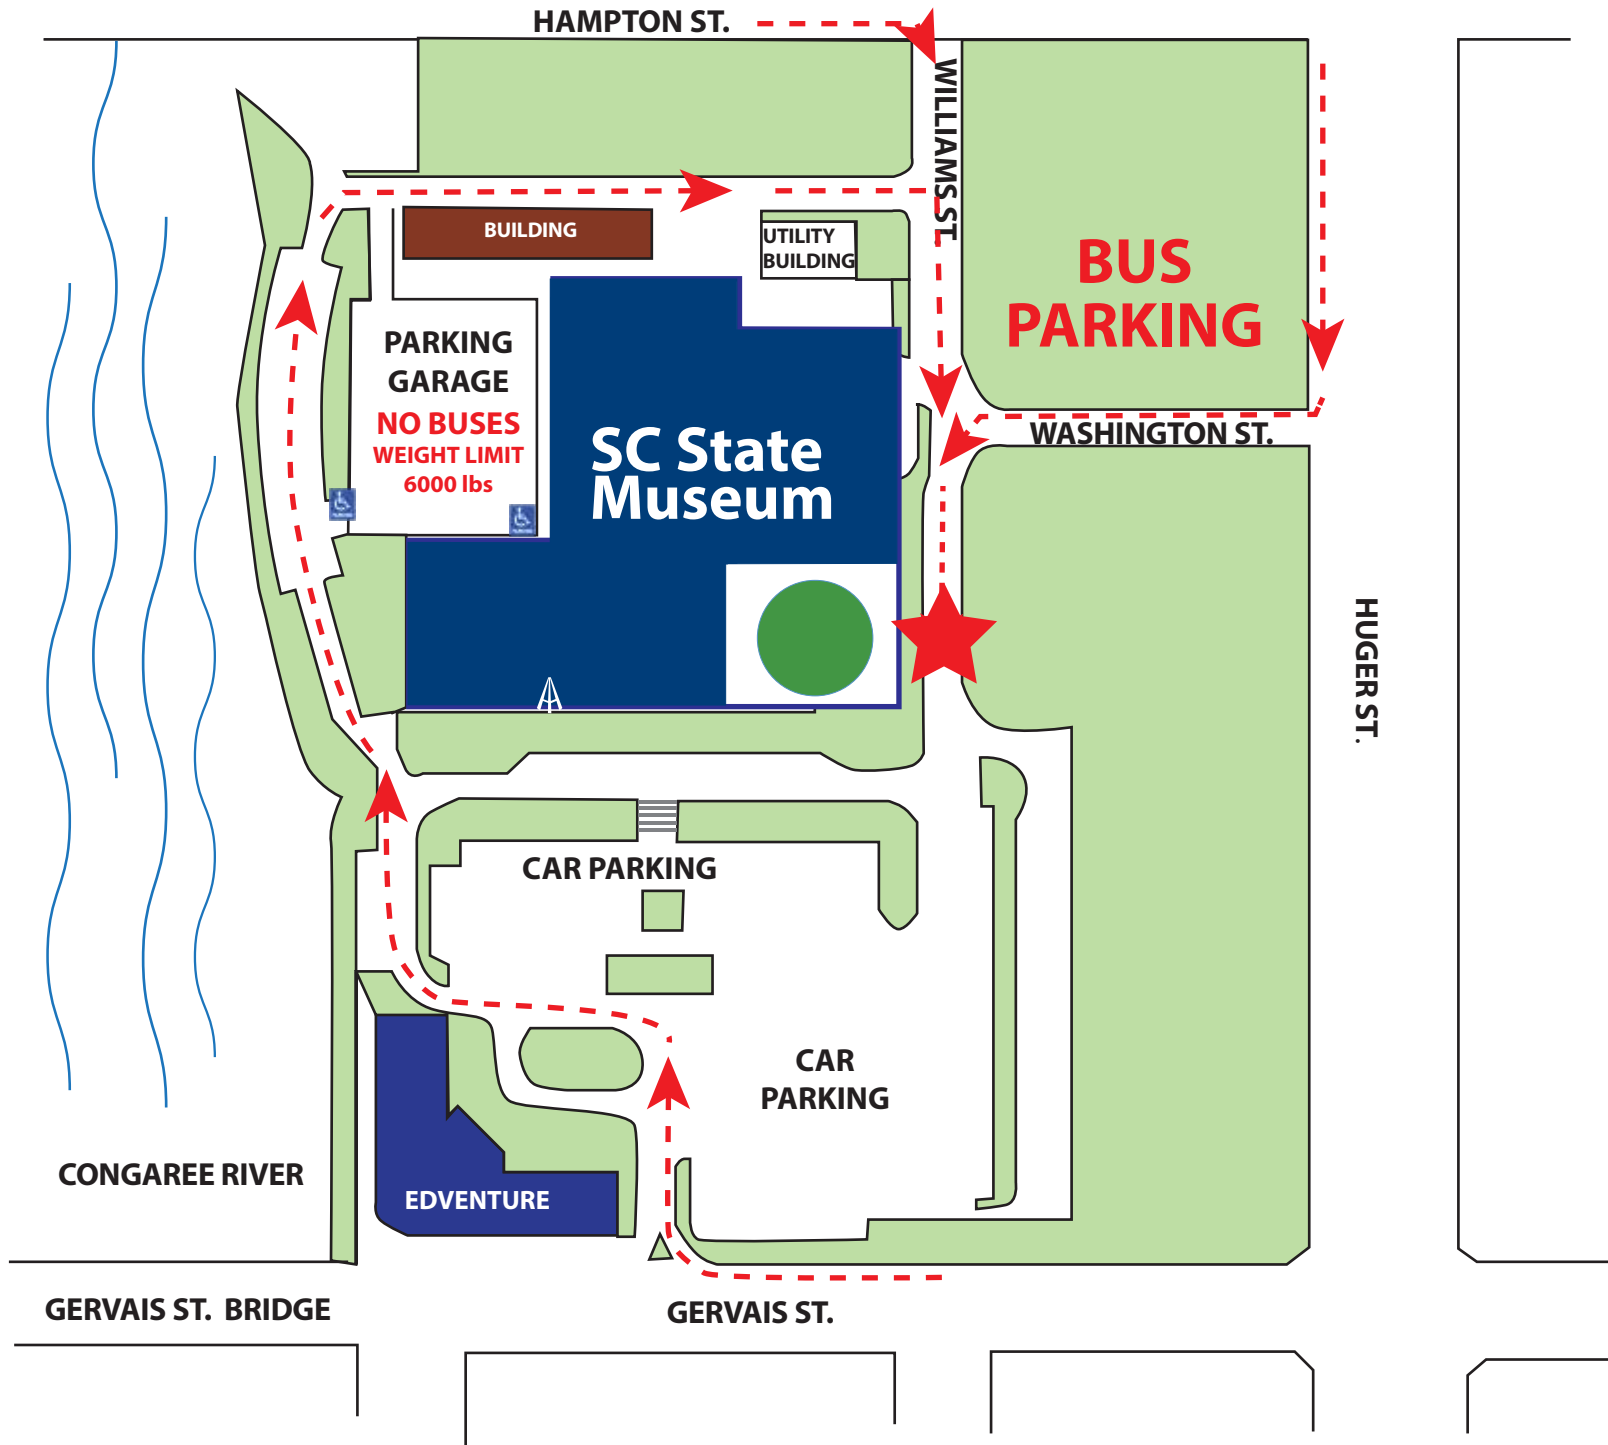 HAMPTON ST.
WILLIAMS ST.
BUILDING
UTILITY
BUILDING
BUS
PARKING
PARKING
GARAGE
NO BUSES
WEIGHT LIMIT
6000 lbs
SC State
Museum
WASHINGTON ST.
HUGER ST.
CAR PARKING
CAR
PARKING
CONGAREE RIVER
EDVENTURE
GERVAIS ST. BRIDGE
GERVAIS ST.